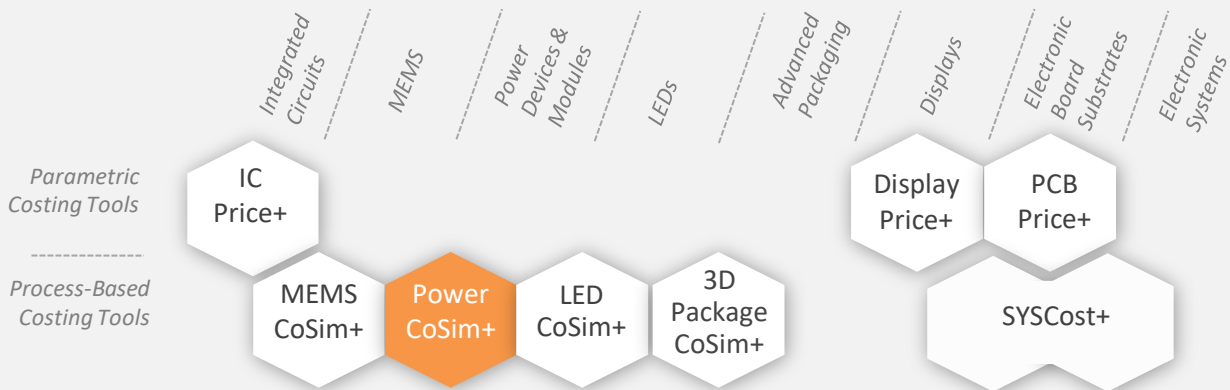 Integrated
Circuits
MEMS
Power
Devices &
Modules
LEDs
Advanced
Packaging
Displays
Electronic
Board
Substrates
Electronic
Systems
Parametric
Costing Tools
IC
Price+
Display
Price+
PCB
Price+
Process-Based
Costing Tools
MEMS
CoSim+
Power
CoSim+
LED
CoSim+
3D
Package
CoSim+
SYSCost+